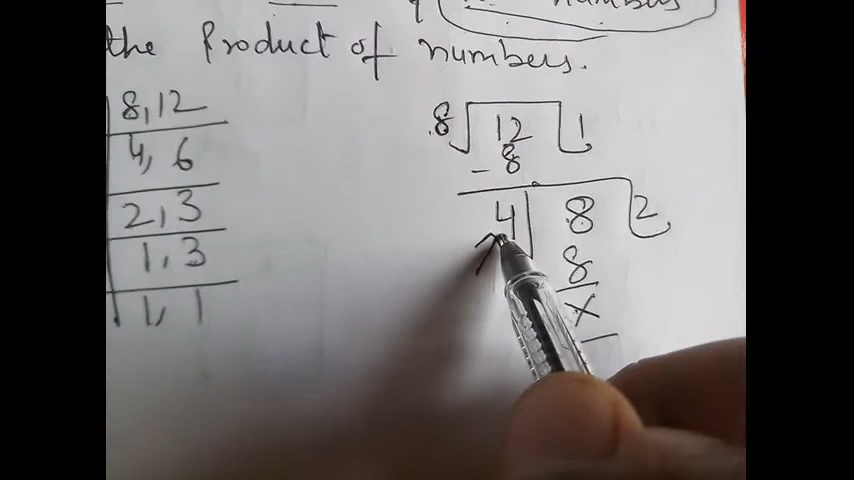 numbers
the Product of numbers.
8, 12
4, 6
2, 3
1, 3
1, 1
8 12 1
- 8
4 8 2
8
x